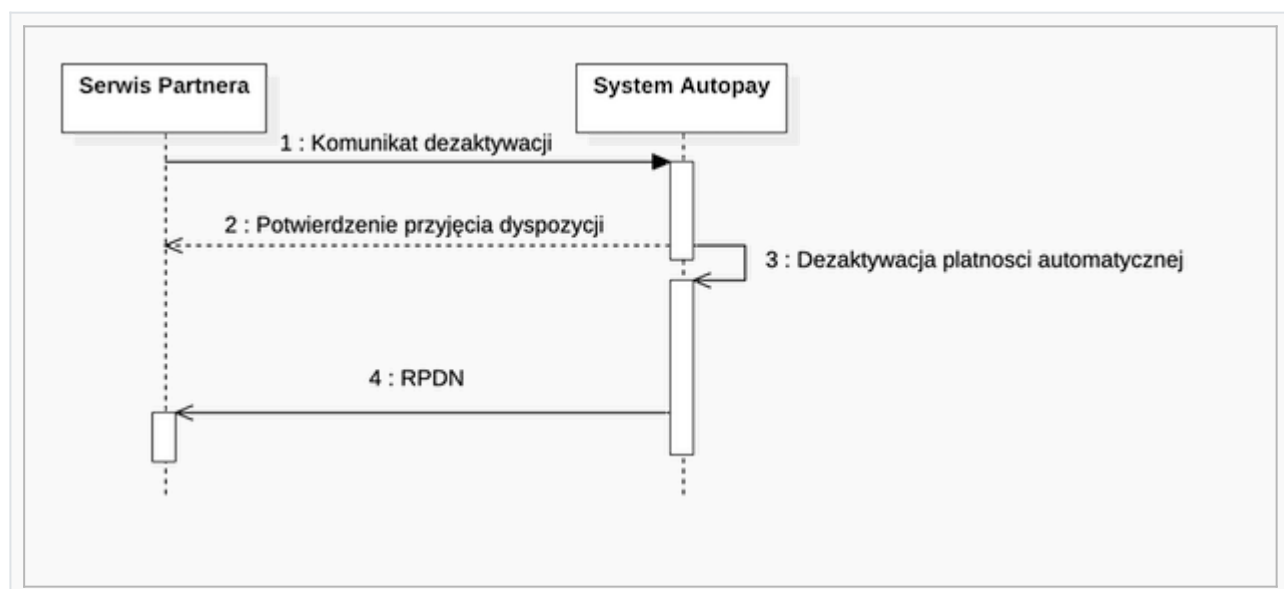 Serwis Partnera
System Autopay
1 : Komunikat dezaktywacji
2 : Potwierdzenie przyjęcia dyspozycji
3 : Dezaktywacja platnosci automatycznej
4 : RPDN